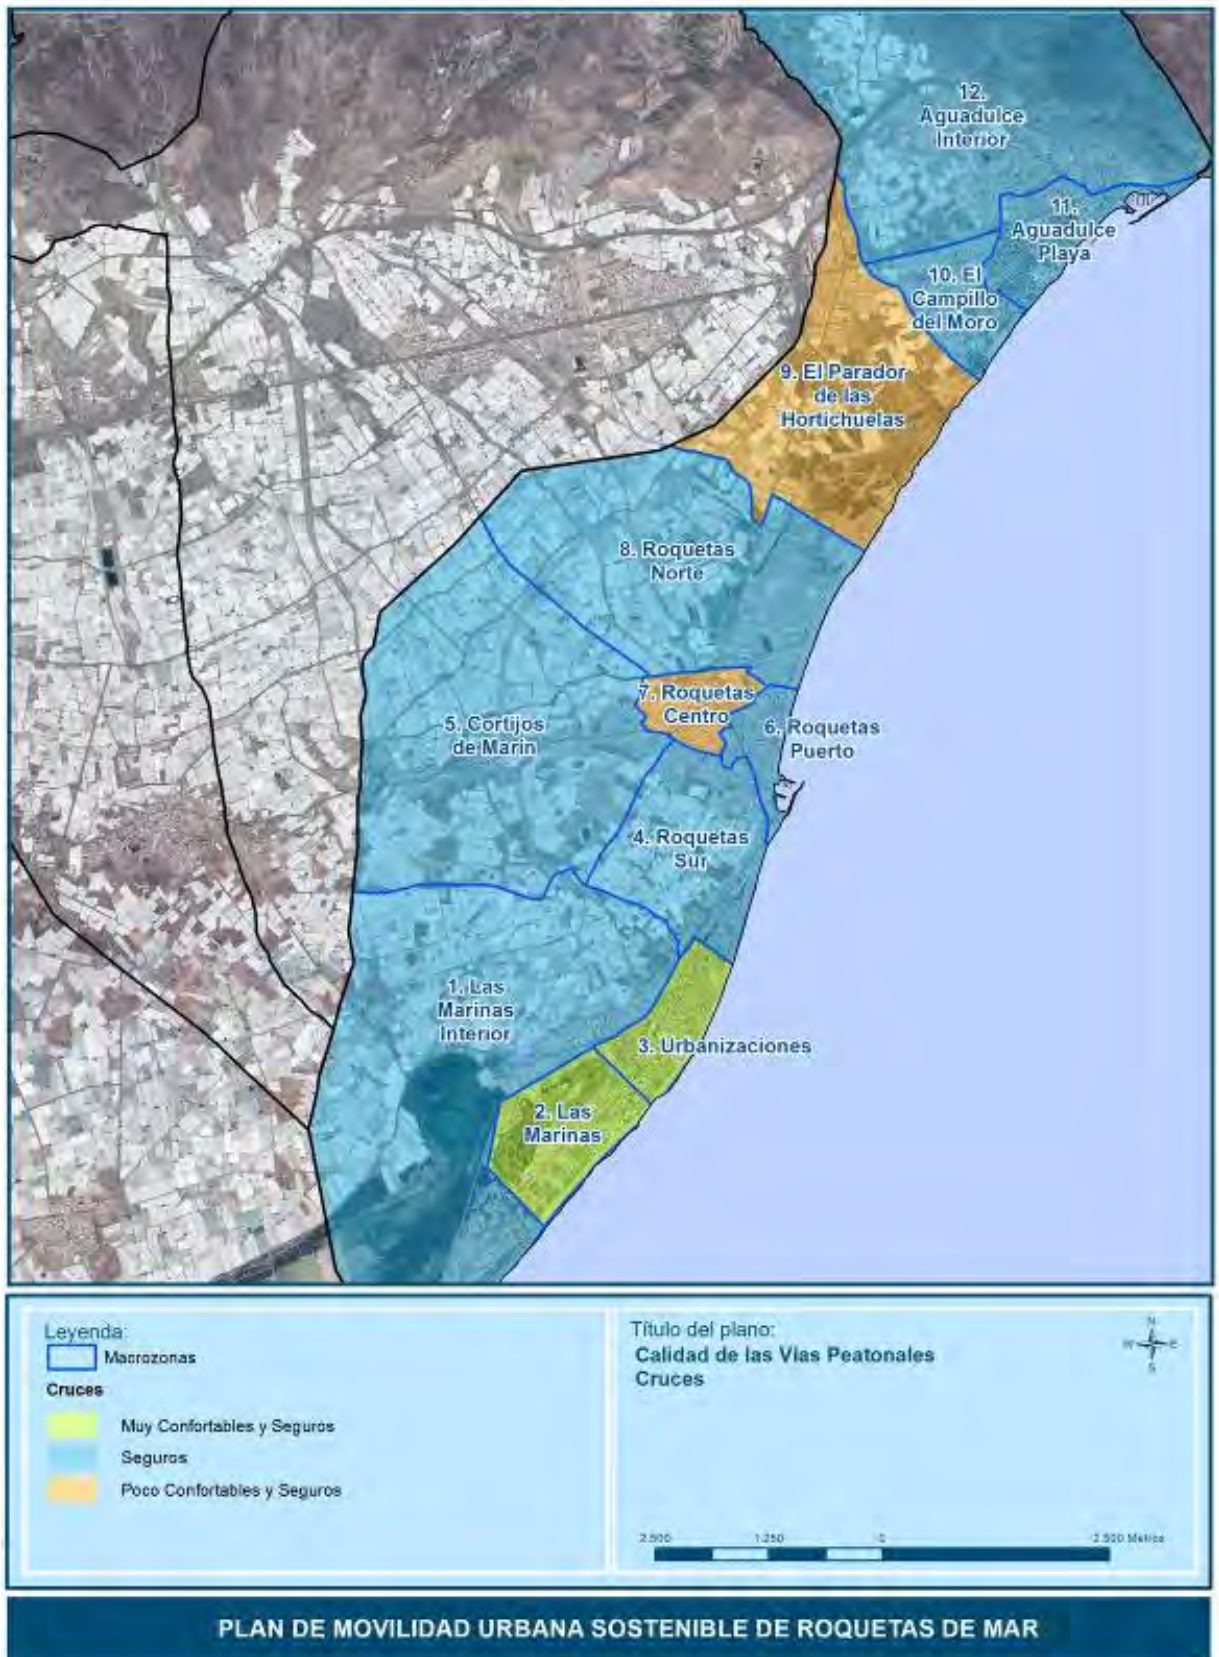 12.
Aguadulce
Interior
11.
Aguadulce
Playa
10. El
Campillo
del Moro
9. El Parador
de las
Hortichuelas
8. Roquetas
Norte
7. Roquetas
Centro
6. Roquetas
Puerto
5. Cortijos
de Marin
4. Roquetas
Sur
1. Las
Marinas
Interior
3. Urbanizaciones
2. Las
Marinas
Leyenda:
Macrozonas
Cruces
Muy Confortables y Seguros
Seguros
Poco Confortables y Seguros
Título del plano:
Calidad de las Vias Peatonales
Cruces
N
W E
S
2.500 1.250 0 2.500 Metros
PLAN DE MOVILIDAD URBANA SOSTENIBLE DE ROQUETAS DE MAR